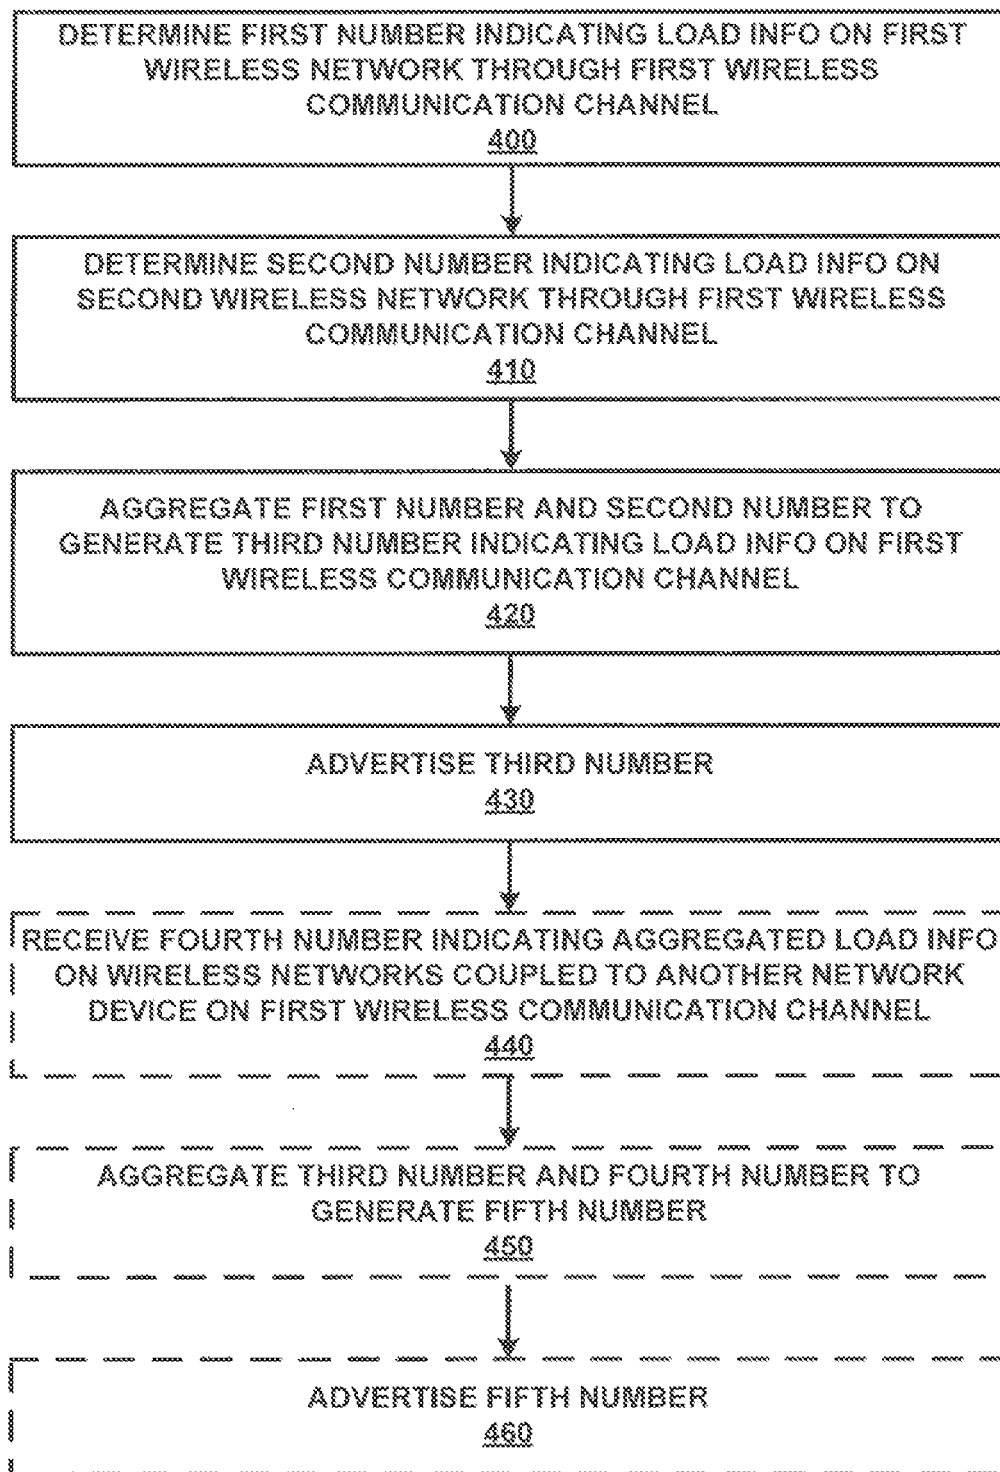 DETERMINE FIRST NUMBER INDICATING LOAD INFO ON FIRST
WIRELESS NETWORK THROUGH FIRST WIRELESS
COMMUNICATION CHANNEL
400
DETERMINE SECOND NUMBER INDICATING LOAD INFO ON
SECOND WIRELESS NETWORK THROUGH FIRST WIRELESS
COMMUNICATION CHANNEL
410
AGGREGATE FIRST NUMBER AND SECOND NUMBER TO
GENERATE THIRD NUMBER INDICATING LOAD INFO ON FIRST
WIRELESS COMMUNICATION CHANNEL
420
ADVERTISE THIRD NUMBER
430
RECEIVE FOURTH NUMBER INDICATING AGGREGATED LOAD INFO
ON WIRELESS NETWORKS COUPLED TO ANOTHER NETWORK
DEVICE ON FIRST WIRELESS COMMUNICATION CHANNEL
440
AGGREGATE THIRD NUMBER AND FOURTH NUMBER TO
GENERATE FIFTH NUMBER
450
ADVERTISE FIFTH NUMBER
460